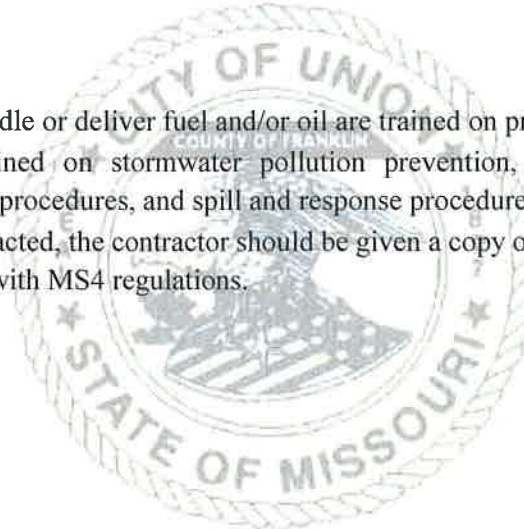 CITY OF UNION
dle or deliver fuel and/or oil are trained on pr
COUNTY OF FRANKLIN
ined on stormwater pollution prevention,
procedures, and spill and response procedure
acted, the contractor should be given a copy o
with MS4 regulations.
STATE OF MISSOURI